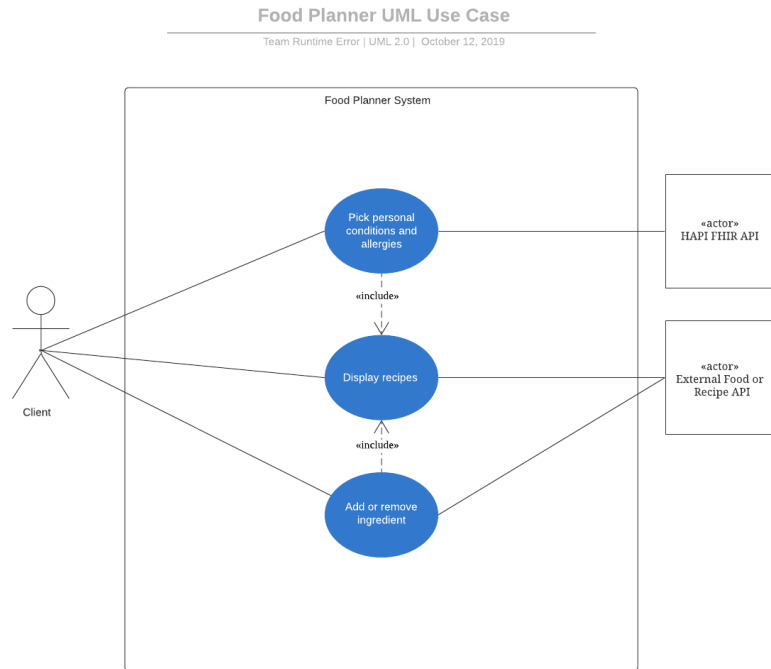 Food Planner UML Use Case
Team Runtime Error | UML 2.0 | October 12, 2019
Food Planner System
Pick personal
conditions and
allergies
«actor»
HAPI FHIR API
«include»
Client
Display recipes
«actor»
External Food or
Recipe API
«include»
Add or remove
ingredient